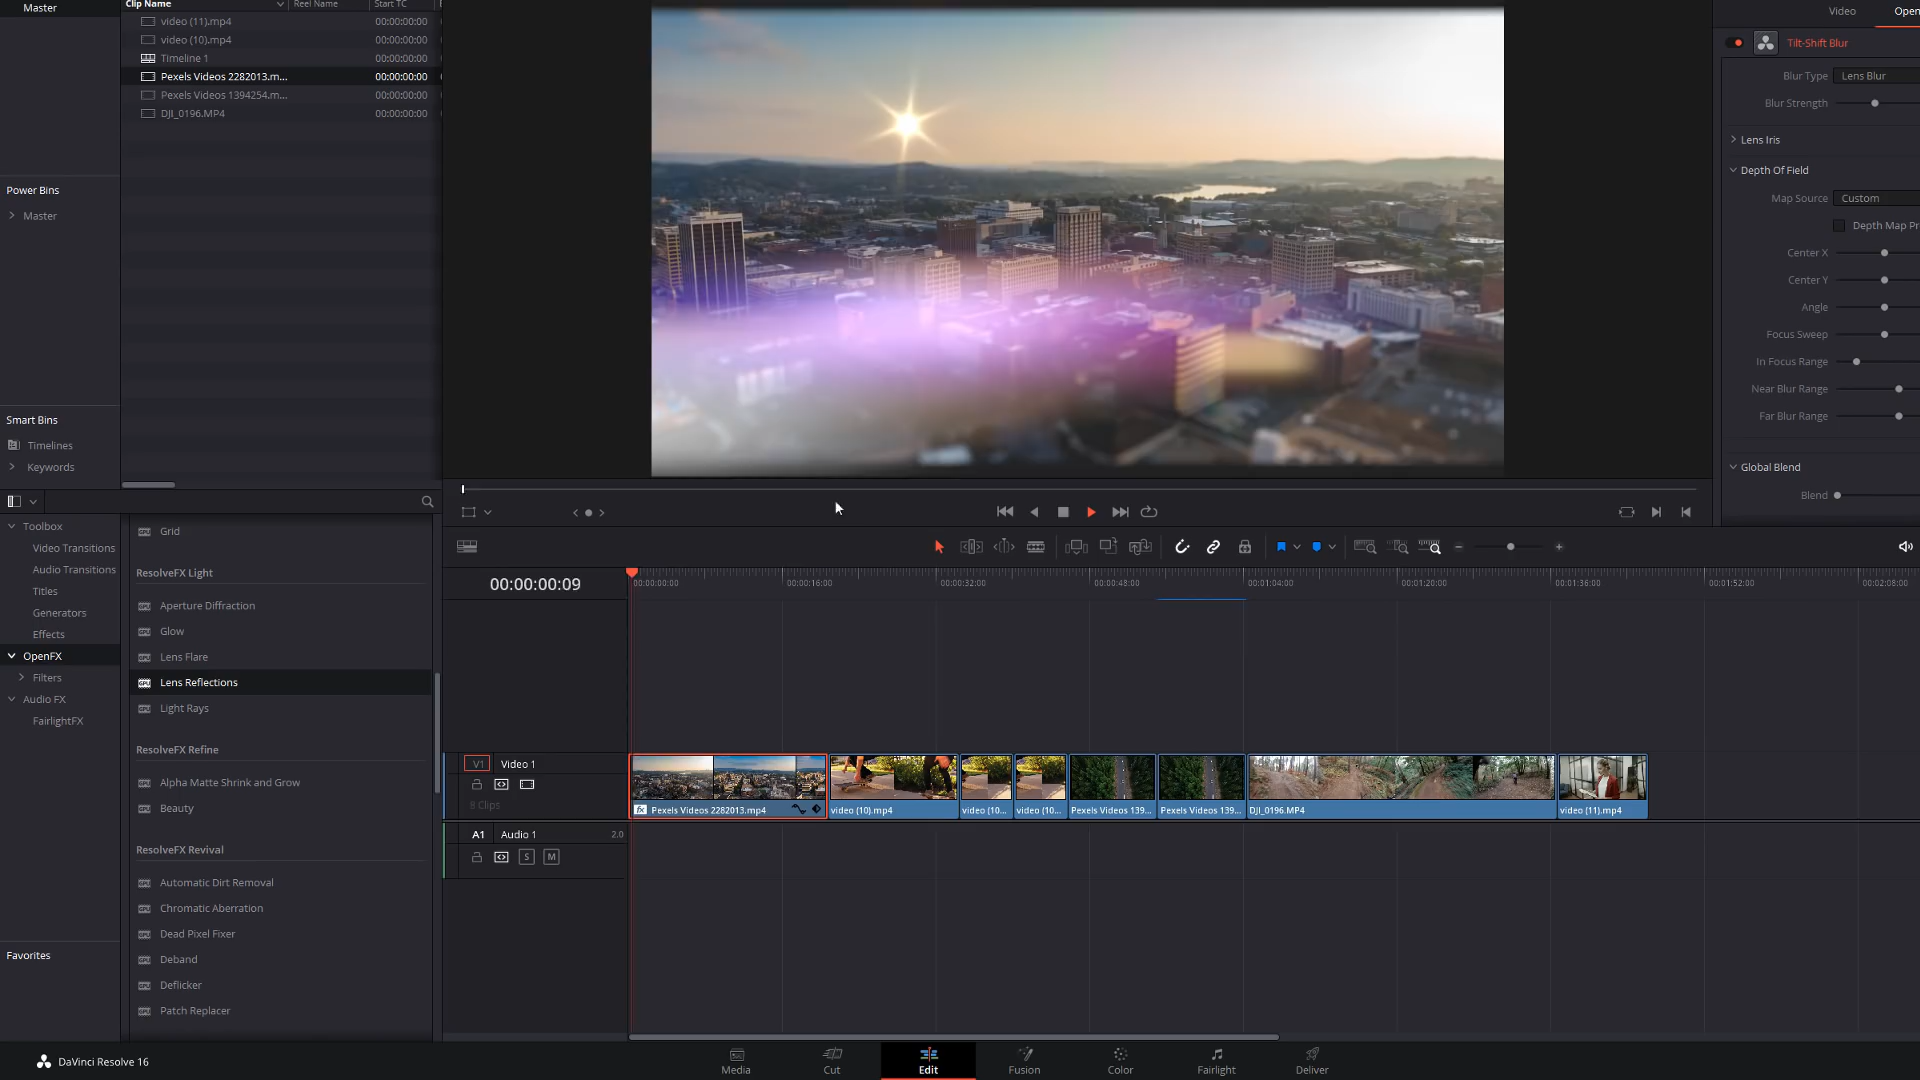 Master
Clip Name
Reel Name
Start TC
video (11).mp4 00:00:00:00
video (10).mp4 00:00:00:00
Timeline 1 00:00:00:00
Pexels Videos 2282013.m... 00:00:00:00
Pexels Videos 1394254.m... 00:00:00:00
DJI_0196.MP4 00:00:00:00
Power Bins
Master
Smart Bins
Timelines
Keywords
Video
Open
Tilt-Shift Blur
Blur Type Lens Blur
Blur Strength
Lens Iris
Depth Of Field
Map Source Custom
Depth Map Pr
Center X
Center Y
Angle
Focus Sweep
In Focus Range
Near Blur Range
Far Blur Range
Global Blend
Blend
Toolbox
Video Transitions
Audio Transitions
Titles
Generators
Effects
OpenFX
Filters
Audio FX
FairlightFX
Favorites
Grid
ResolveFX Light
Aperture Diffraction
Glow
Lens Flare
Lens Reflections
Light Rays
ResolveFX Refine
Alpha Matte Shrink and Grow
Beauty
ResolveFX Revival
Automatic Dirt Removal
Chromatic Aberration
Dead Pixel Fixer
Deband
Deflicker
Patch Replacer
00:00:00:09
00:00:00:00 00:00:16:00 00:00:32:00 00:00:48:00 00:01:04:00 00:01:20:00 00:01:36:00 00:01:52:00 00:02:08:00
V1 Video 1
8 Clips
fx Pexels Videos 2282013.mp4
video (10).mp4
video (10...
video (10...
Pexels Videos 139...
Pexels Videos 139...
DJI_0196.MP4
video (11).mp4
A1 Audio 1 2.0
S M
DaVinci Resolve 16
Media
Cut
Edit
Fusion
Color
Fairlight
Deliver